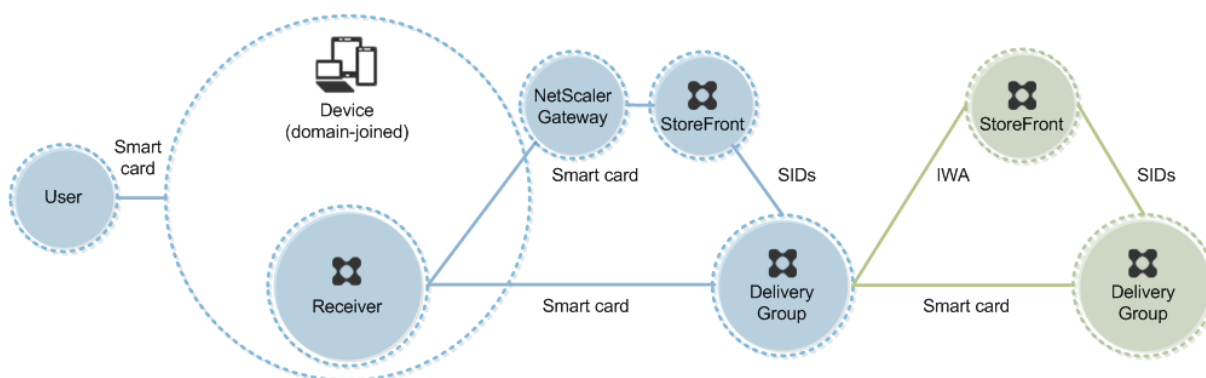 User
Smart
card
Device
(domain-joined)
Receiver
NetScaler
Gateway
StoreFront
Smart card
SIDs
Smart card
Delivery
Group
IWA
StoreFront
SIDs
Smart card
Delivery
Group